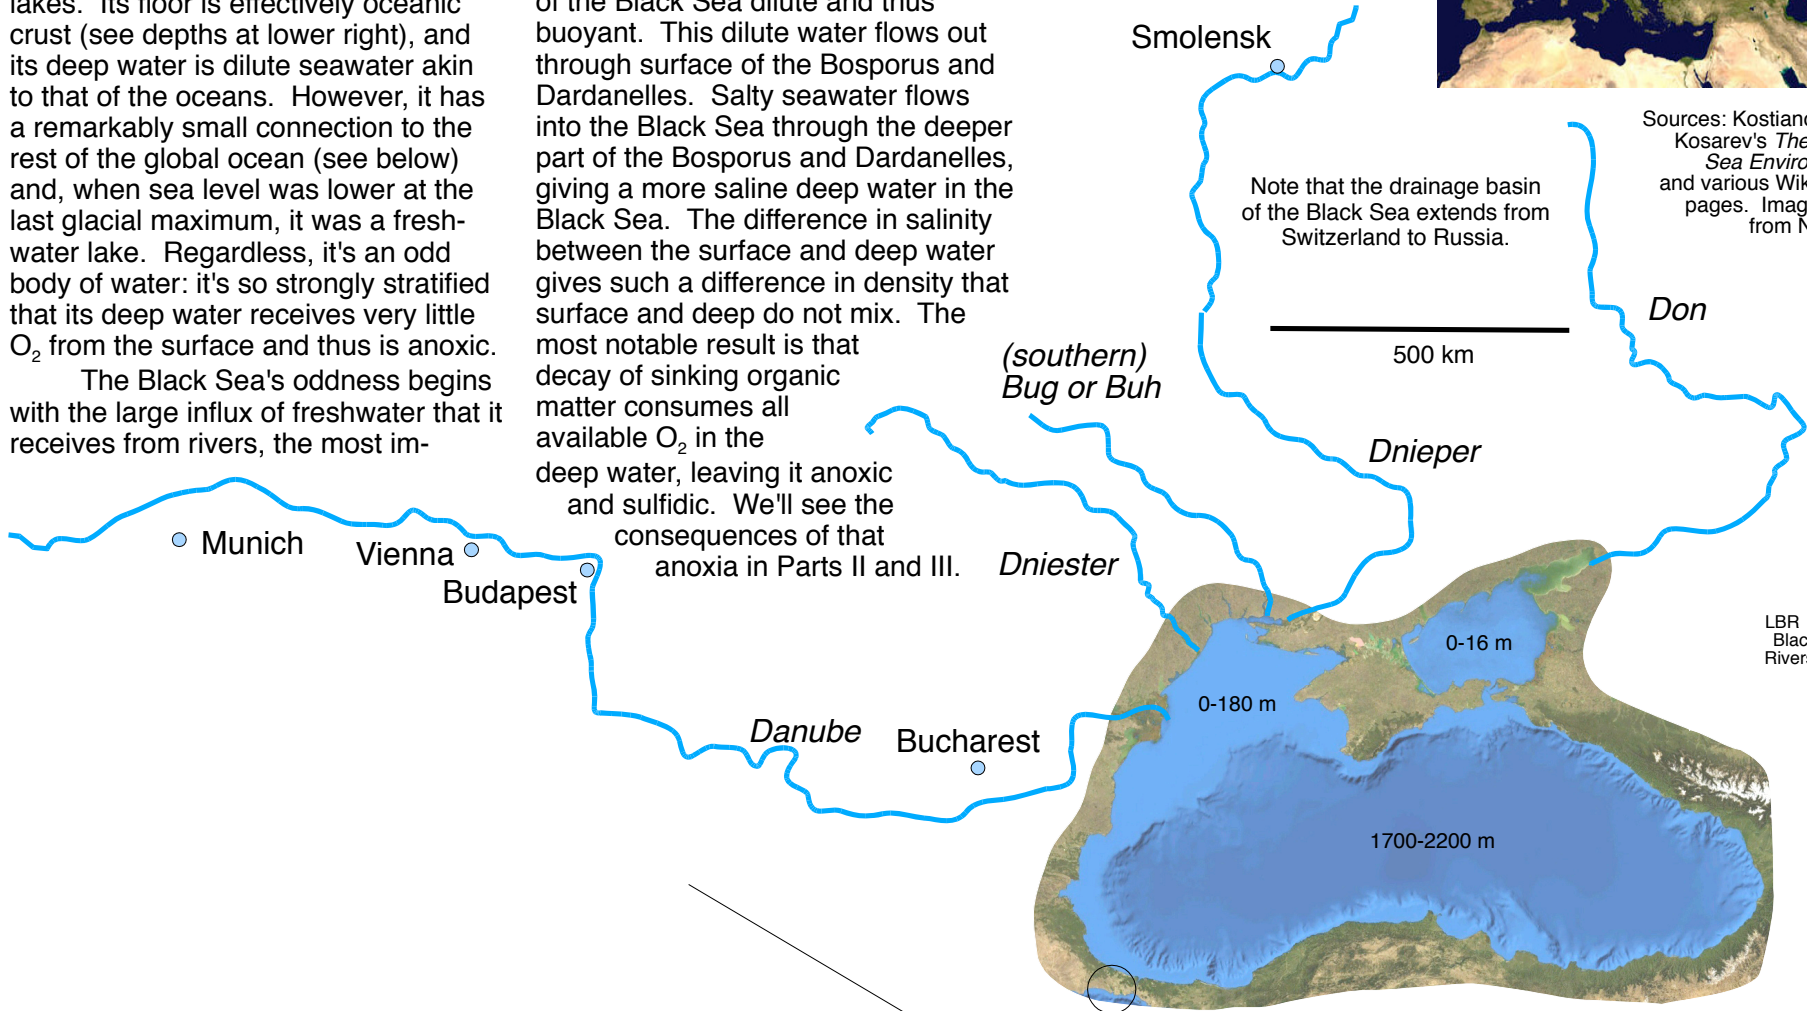 lakes.  Its floor is effectively oceanic
crust (see depths at lower right), and
its deep water is dilute seawater akin
to that of the oceans.  However, it has
a remarkably small connection to the
rest of the global ocean (see below)
and, when sea level was lower at the
last glacial maximum, it was a fresh-
water lake.  Regardless, it's an odd
body of water: it's so strongly stratified
that its deep water receives very little
O2 from the surface and thus is anoxic.
The Black Sea's oddness begins
with the large influx of freshwater that it
receives from rivers, the most im-
of the Black Sea dilute and thus
buoyant.  This dilute water flows out
through surface of the Bosporus and
Dardanelles.  Salty seawater flows
into the Black Sea through the deeper
part of the Bosporus and Dardanelles,
giving a more saline deep water in the
Black Sea.  The difference in salinity
between the surface and deep water
gives such a difference in density that
surface and deep do not mix.  The
most notable result is that
decay of sinking organic
matter consumes all
available O2 in the
deep water, leaving it anoxic
and sulfidic.  We'll see the
consequences of that
anoxia in Parts II and III.
Smolensk
Note that the drainage basin
of the Black Sea extends from
Switzerland to Russia.
500 km
Sources:
Kosarev's The
Sea
and various
pages.
from
Don
(southern)
Bug or Buh
Dnieper
Dniester
Munich
Vienna
Budapest
Danube
Bucharest
0-16 m
0-180 m
1700-2200 m
LBR